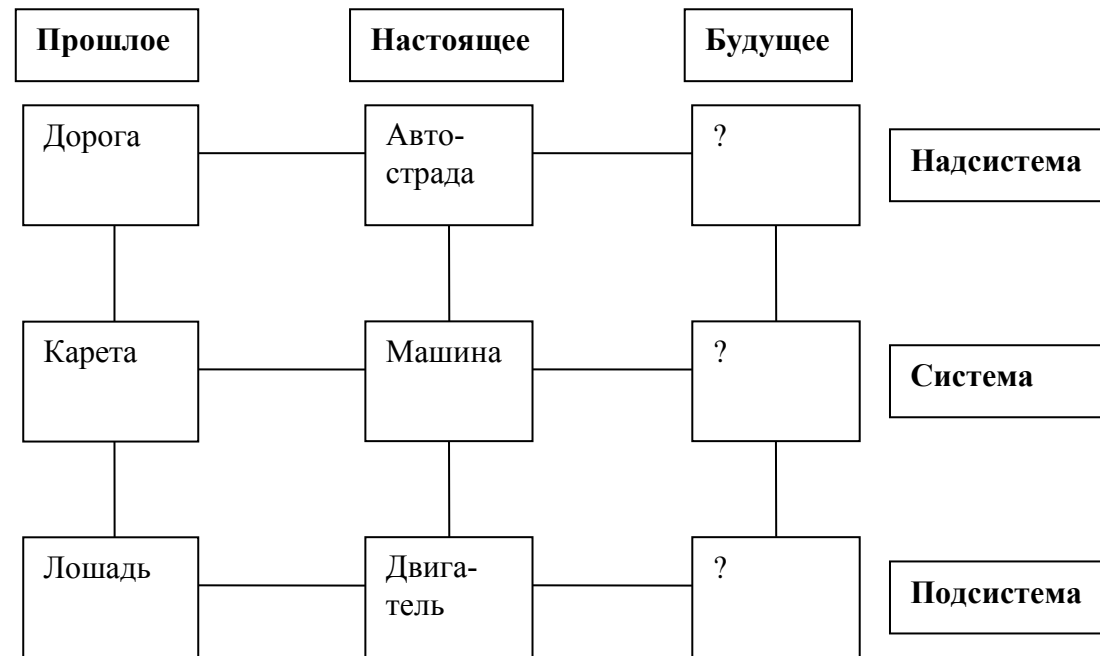 Прошлое Настоящее Будущее
Дорога Авто- ?
страда
Надсистема
Карета Машина ?
Система
Лошадь Двига- ?
тель
Подсистема